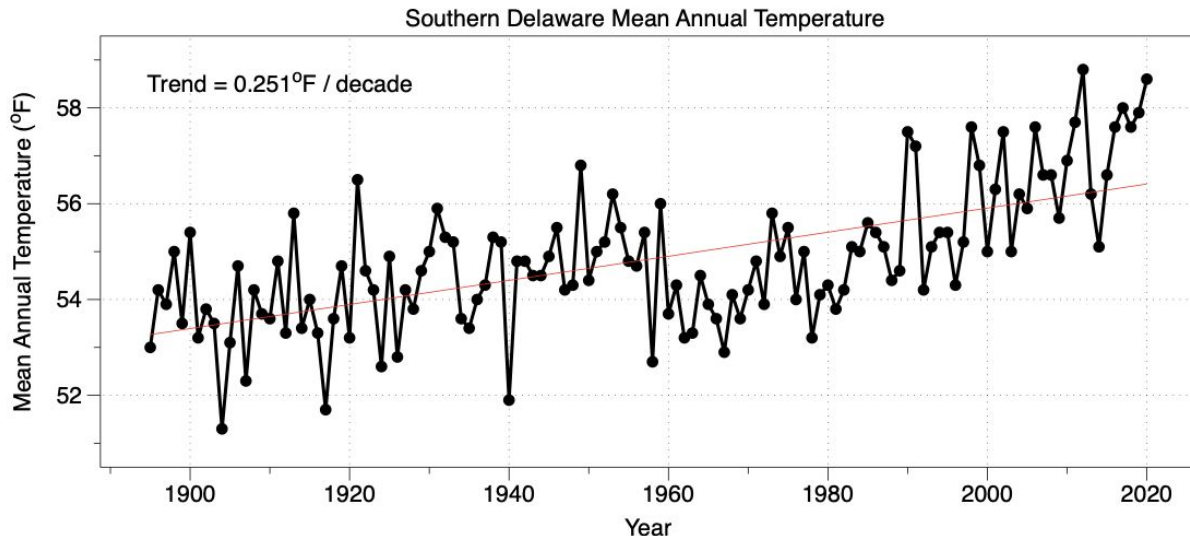 Southern Delaware Mean Annual Temperature
Trend = 0.251°F / decade
Mean Annual Temperature (°F)
58
56
54
52
1900 1920 1940 1960 1980 2000 2020
Year